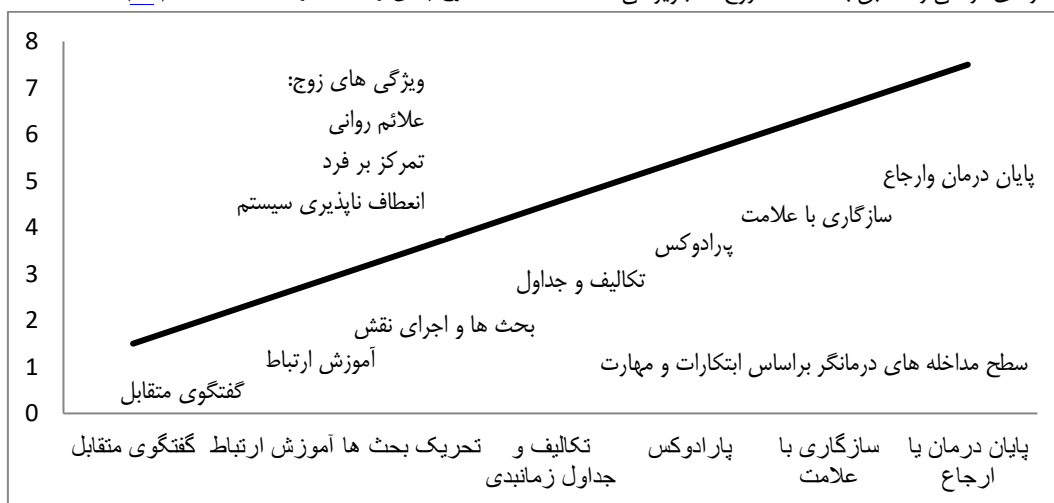 8
7
6
5
4
3
2
1
0
ویژگی های زوج:
علائم روانی
تمرکز بر فرد
انعطاف ناپذیری سیستم
پایان درمان وارجاع
سازگاری با علامت
پرادوکس
تکالیف و جداول
بحث ها و اجرای نقش
آموزش ارتباط
گفتگوی متقابل
سطح مداخله های درمانگر براساس ابتکارات و مهارت
گفتگوی متقابل
آموزش ارتباط
تحریک بحث ها
تکالیف و
جداول زمانبدی
پارادوکس
سازگاری با
علامت
پایان درمان یا
ارجاع